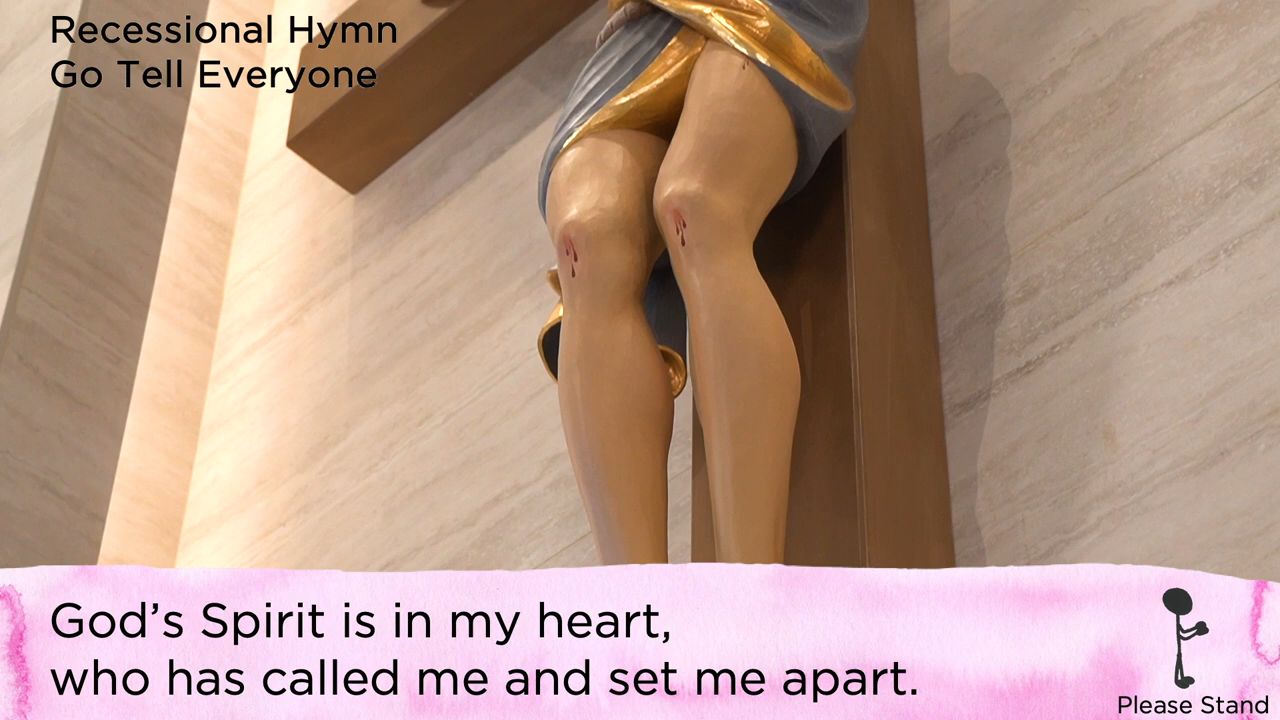 Recessional Hymn
Go Tell Everyone
God’s Spirit is in my heart,
who has called me and set me apart.
Please Stand